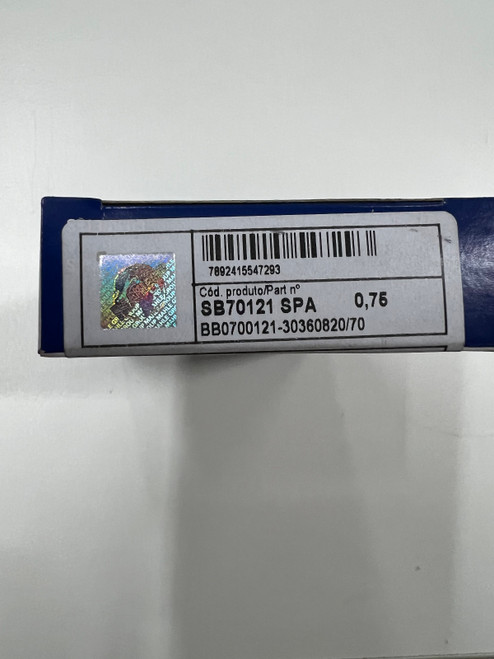 7892415547293
Cód. produto/Part nº
SB70121 SPA 0,75
BB0700121-30360820/70